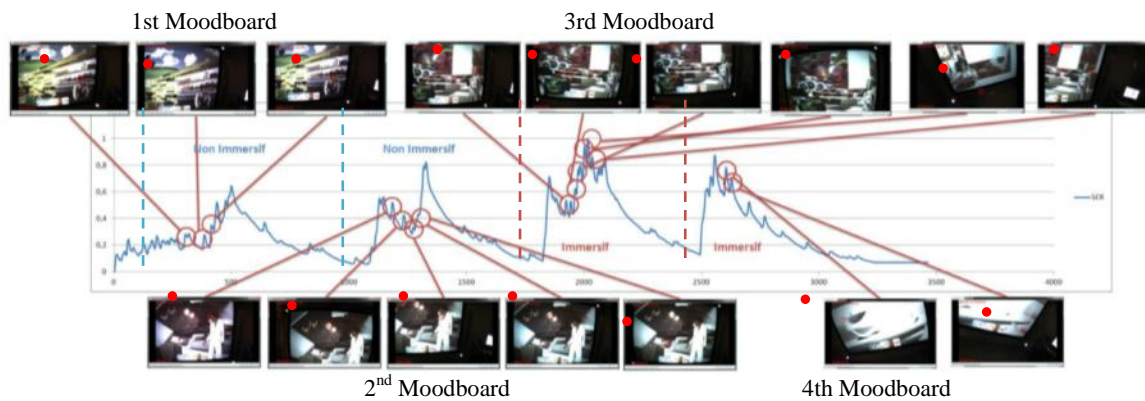 1st Moodboard
3rd Moodboard
1
0,8
0,6
0,4
0,2
0
Non Immersif
Non Immersif
Immersif
Immersif
SCR
500
1000
1500
2000
2500
3000
3500
4000
2nd Moodboard
4th Moodboard